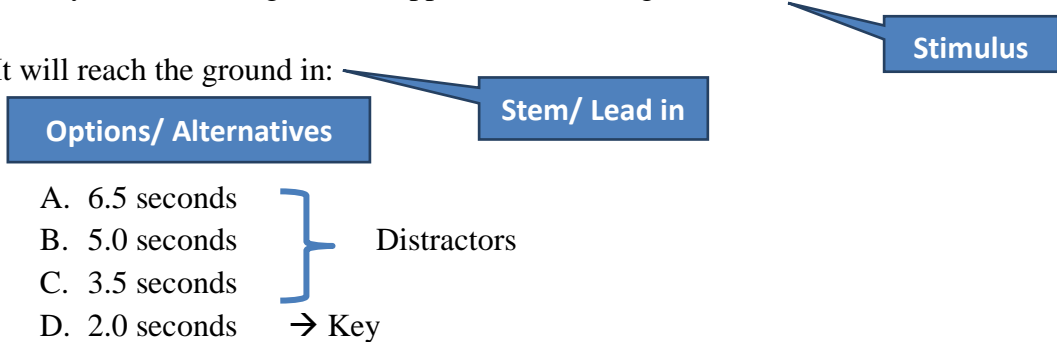 Stimulus
It will reach the ground in:
Stem/ Lead in
Options/ Alternatives
A. 6.5 seconds
B. 5.0 seconds Distractors
C. 3.5 seconds
D. 2.0 seconds → Key